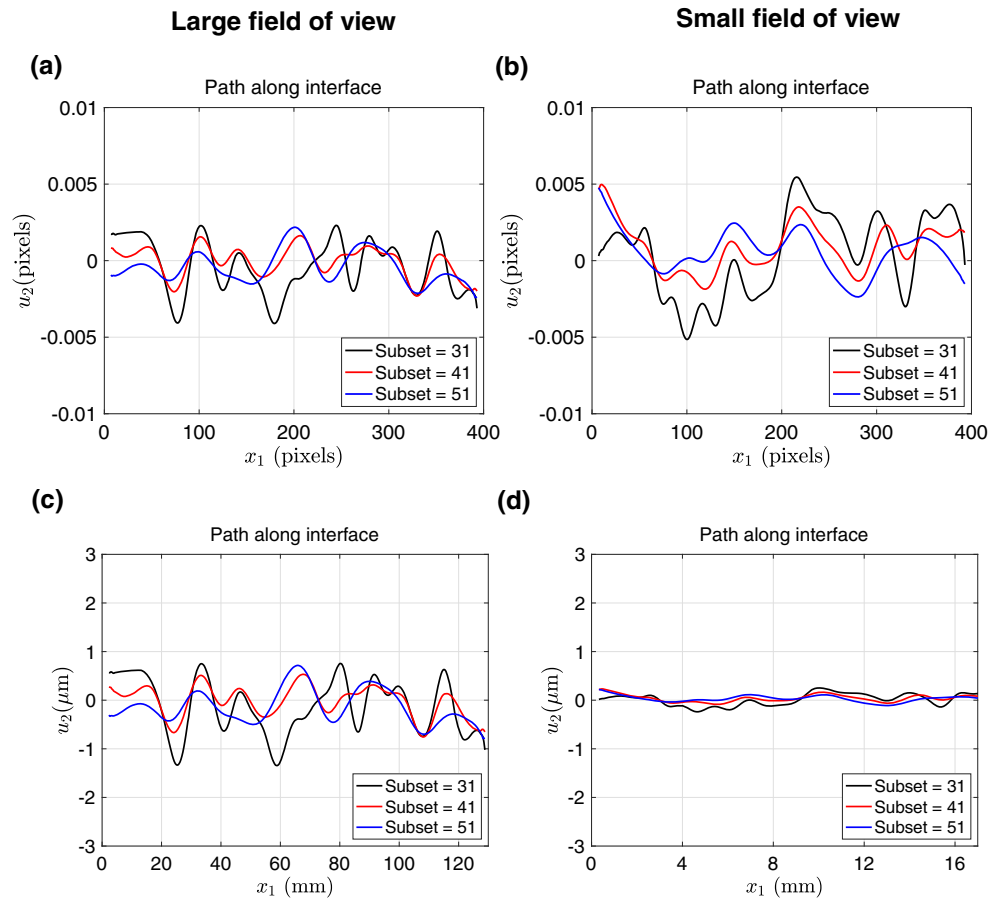 Large field of view
Small field of view
(a)
Path along interface
0.01
0.005
0
-0.005
-0.01
u₂(pixels)
0 100 200 300 400
x₁ (pixels)
Subset = 31
Subset = 41
Subset = 51
(b)
Path along interface
0.01
0.005
0
-0.005
-0.01
u₂(pixels)
0 100 200 300 400
x₁ (pixels)
Subset = 31
Subset = 41
Subset = 51
(c)
Path along interface
3
2
1
0
-1
-2
-3
u₂(μm)
0 20 40 60 80 100 120
x₁ (mm)
Subset = 31
Subset = 41
Subset = 51
(d)
Path along interface
3
2
1
0
-1
-2
-3
u₂(μm)
0 4 8 12 16
x₁ (mm)
Subset = 31
Subset = 41
Subset = 51